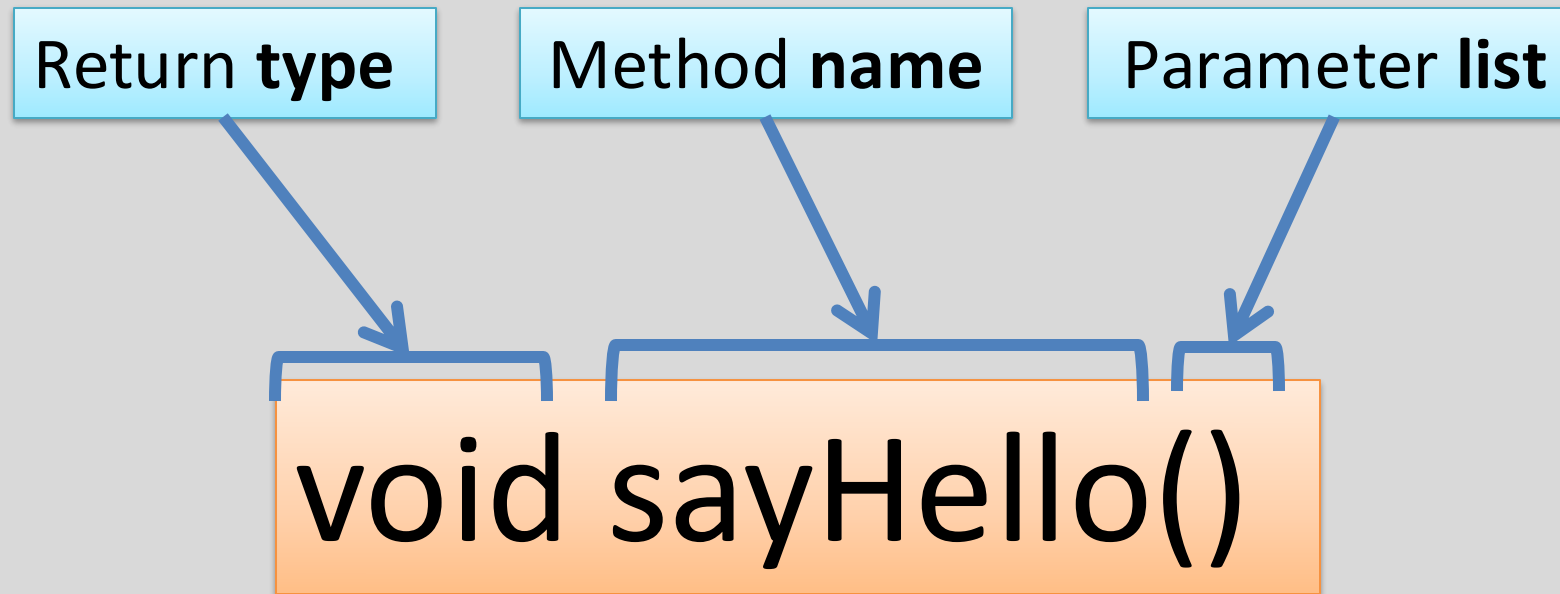 Return type
Method name
Parameter list
void sayHello()